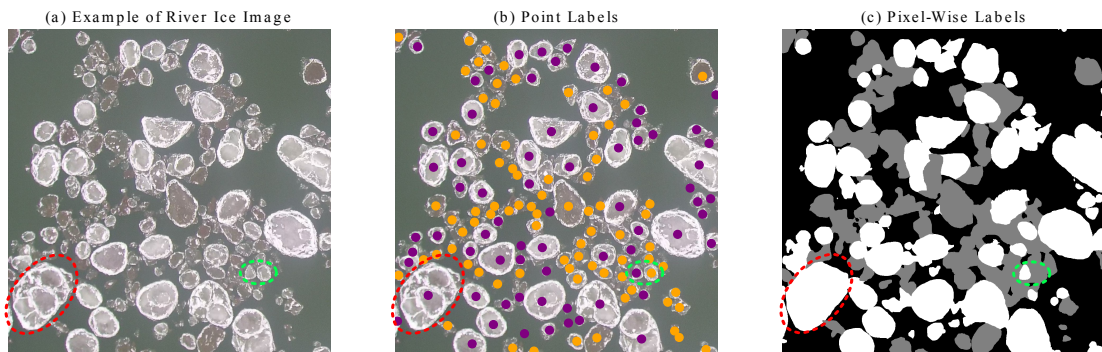 (a) Example of River Ice Image
(b) Point Labels
(c) Pixel-Wise Labels